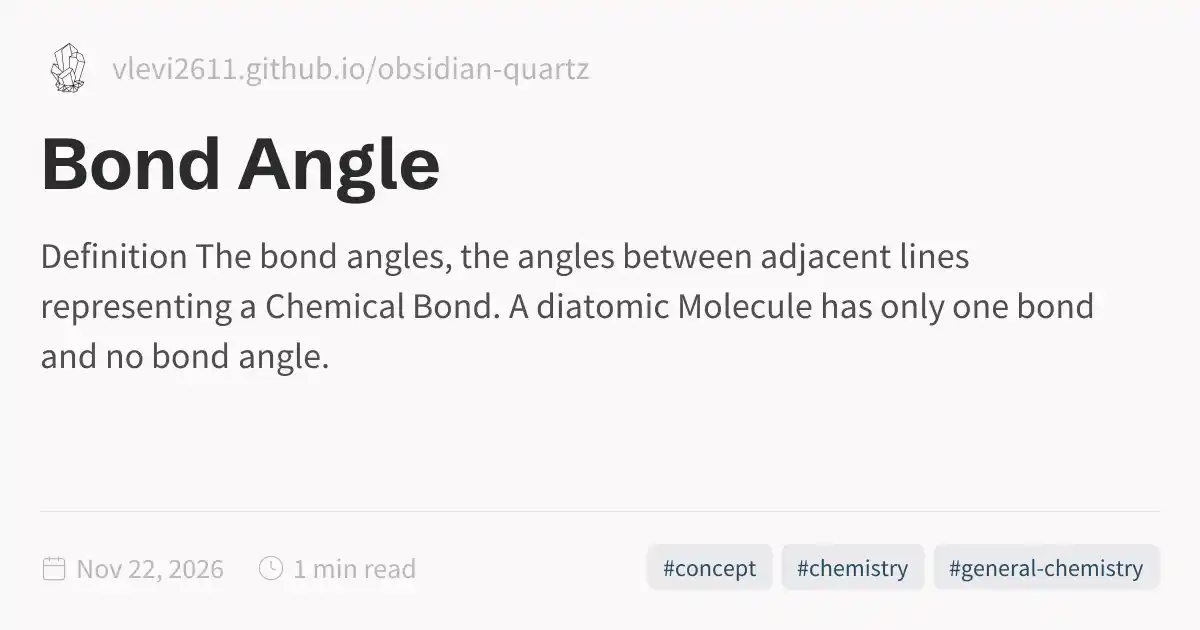 vlevi2611.github.io/obsidian-quartz
Bond Angle
Definition The bond angles, the angles between adjacent lines
representing a Chemical Bond. A diatomic Molecule has only one bond
and no bond angle.
Nov 22, 2026 1 min read #concept #chemistry #general-chemistry